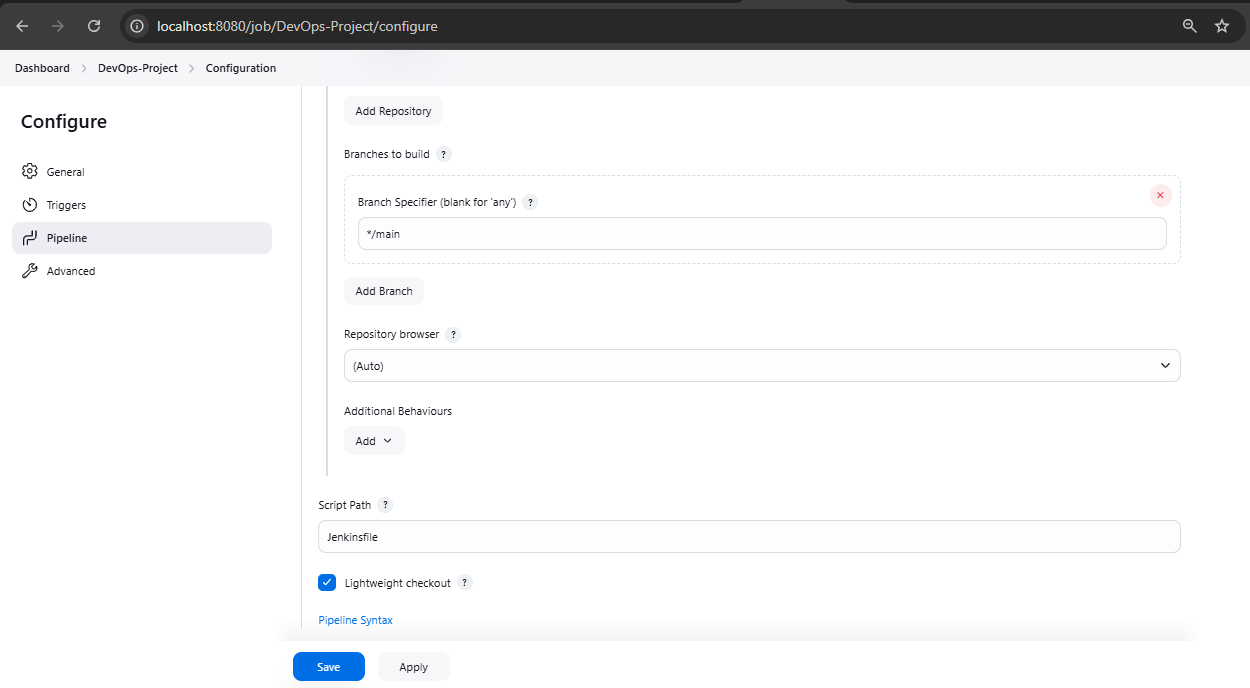 localhost:8080/job/DevOps-Project/configure
Dashboard > DevOps-Project > Configuration
Configure
General
Triggers
Pipeline
Advanced
Add Repository
Branches to build ?
Branch Specifier (blank for 'any') ?
*/main
Add Branch
Repository browser ?
(Auto)
Additional Behaviours
Add
Script Path ?
Jenkinsfile
Lightweight checkout ?
Pipeline Syntax
Save Apply